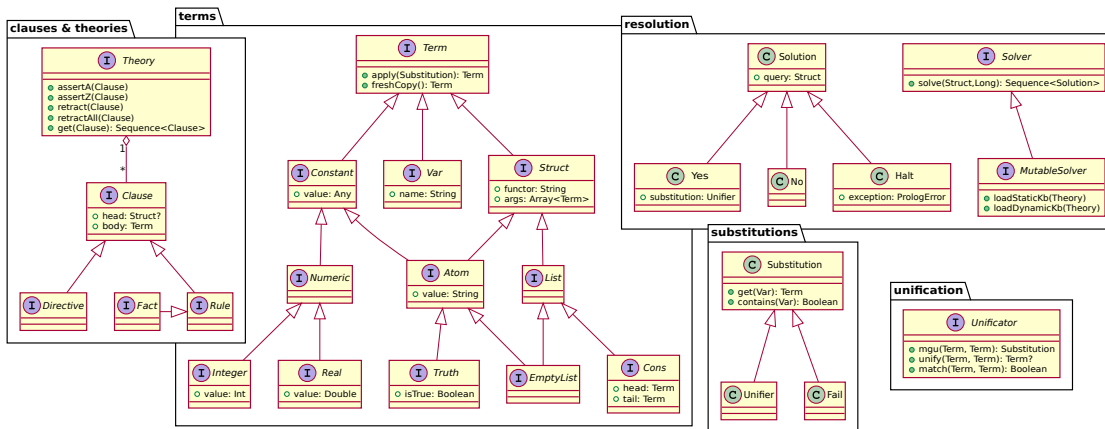 clauses & theories
I Theory
assertA(Clause)
assertZ(Clause)
retract(Clause)
retractAll(Clause)
get(Clause): Sequence<Clause>
1
*
I Clause
head: Struct?
body: Term
I Directive
I Fact
I Rule
terms
I Term
apply(Substitution): Term
freshCopy(): Term
I Constant
value: Any
I Var
name: String
I Struct
functor: String
args: Array<Term>
I Numeric
I Atom
value: String
I List
I Integer
value: Int
I Real
value: Double
I Truth
isTrue: Boolean
I EmptyList
I Cons
head: Term
tail: Term
resolution
C Solution
query: Struct
I Solver
solve(Struct,Long): Sequence<Solution>
C Yes
substitution: Unifier
C No
C Halt
exception: PrologError
I MutableSolver
loadStaticKb(Theory)
loadDynamicKb(Theory)
substitutions
C Substitution
get(Var): Term
contains(Var): Boolean
C Unifier
C Fail
unification
I Unificator
mgu(Term, Term): Substitution
unify(Term, Term): Term?
match(Term, Term): Boolean